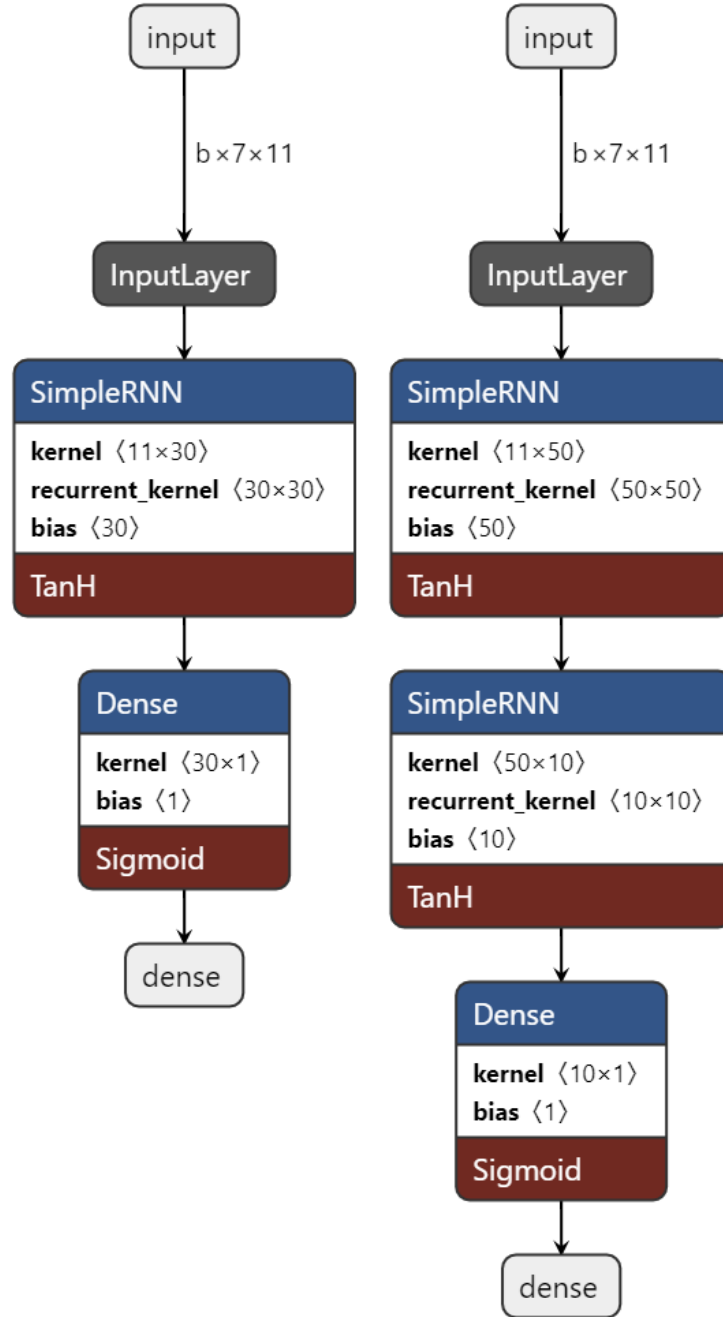 input
b×7×11
InputLayer
SimpleRNN
kernel 〈11×30〉
recurrent_kernel 〈30×30〉
bias 〈30〉
TanH
Dense
kernel 〈30×1〉
bias 〈1〉
Sigmoid
dense
input
b×7×11
InputLayer
SimpleRNN
kernel 〈11×50〉
recurrent_kernel 〈50×50〉
bias 〈50〉
TanH
SimpleRNN
kernel 〈50×10〉
recurrent_kernel 〈10×10〉
bias 〈10〉
TanH
Dense
kernel 〈10×1〉
bias 〈1〉
Sigmoid
dense